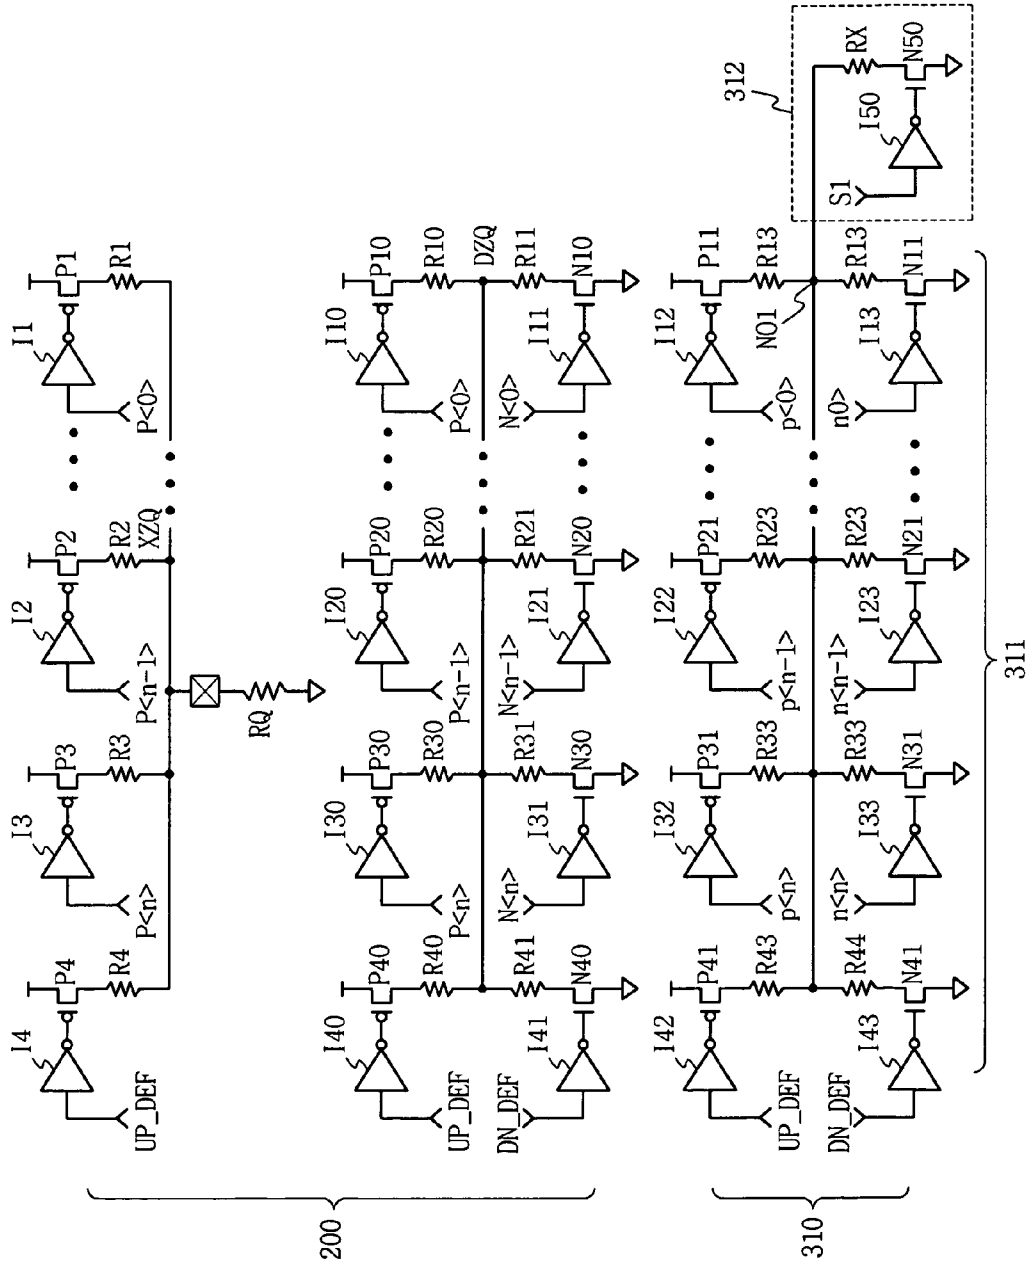 I4 I3 I2 I1
P4 P3 P2 P1
R4 R3 R2 R1
UP_DEF P<n> P<n-1> P<0>
XZQ
RQ
I40 I30 I20 I10
P40 P30 P20 P10
R40 R30 R20 R10
UP_DEF P<n> P<n-1> P<0>
DZQ
DN_DEF N<n> N<n-1> N<0>
R41 R31 R21 R11
I41 I31 I21 I11
N40 N30 N20 N10
200
I42 I32 I22 I12
P41 P31 P21 P11
R43 R33 R23 R13
UP_DEF p<n> p<n-1> p<0>
NO1
DN_DEF n<n> n<n-1> n0>
R44 R33 R23 R13
I43 I33 I23 I13
N41 N31 N21 N11
310
311
312
S1
I50
RX
N50